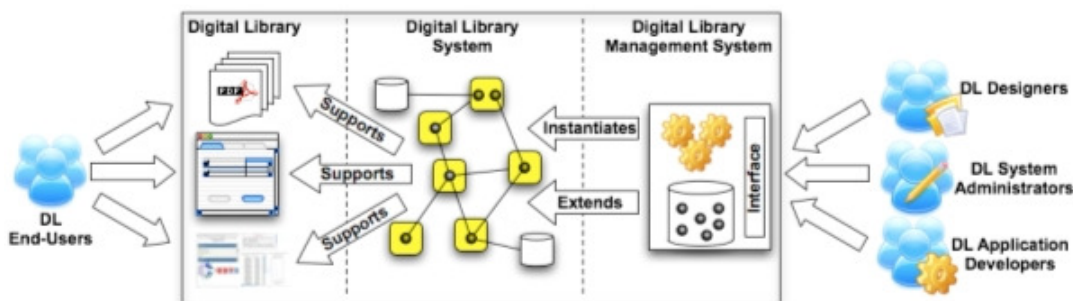 Digital Library
Digital Library
System
Digital Library
Management System
PDF
Supports
Supports
Supports
Instantiates
Extends
Interface
DL
End-Users
DL Designers
DL System
Administrators
DL Application
Developers